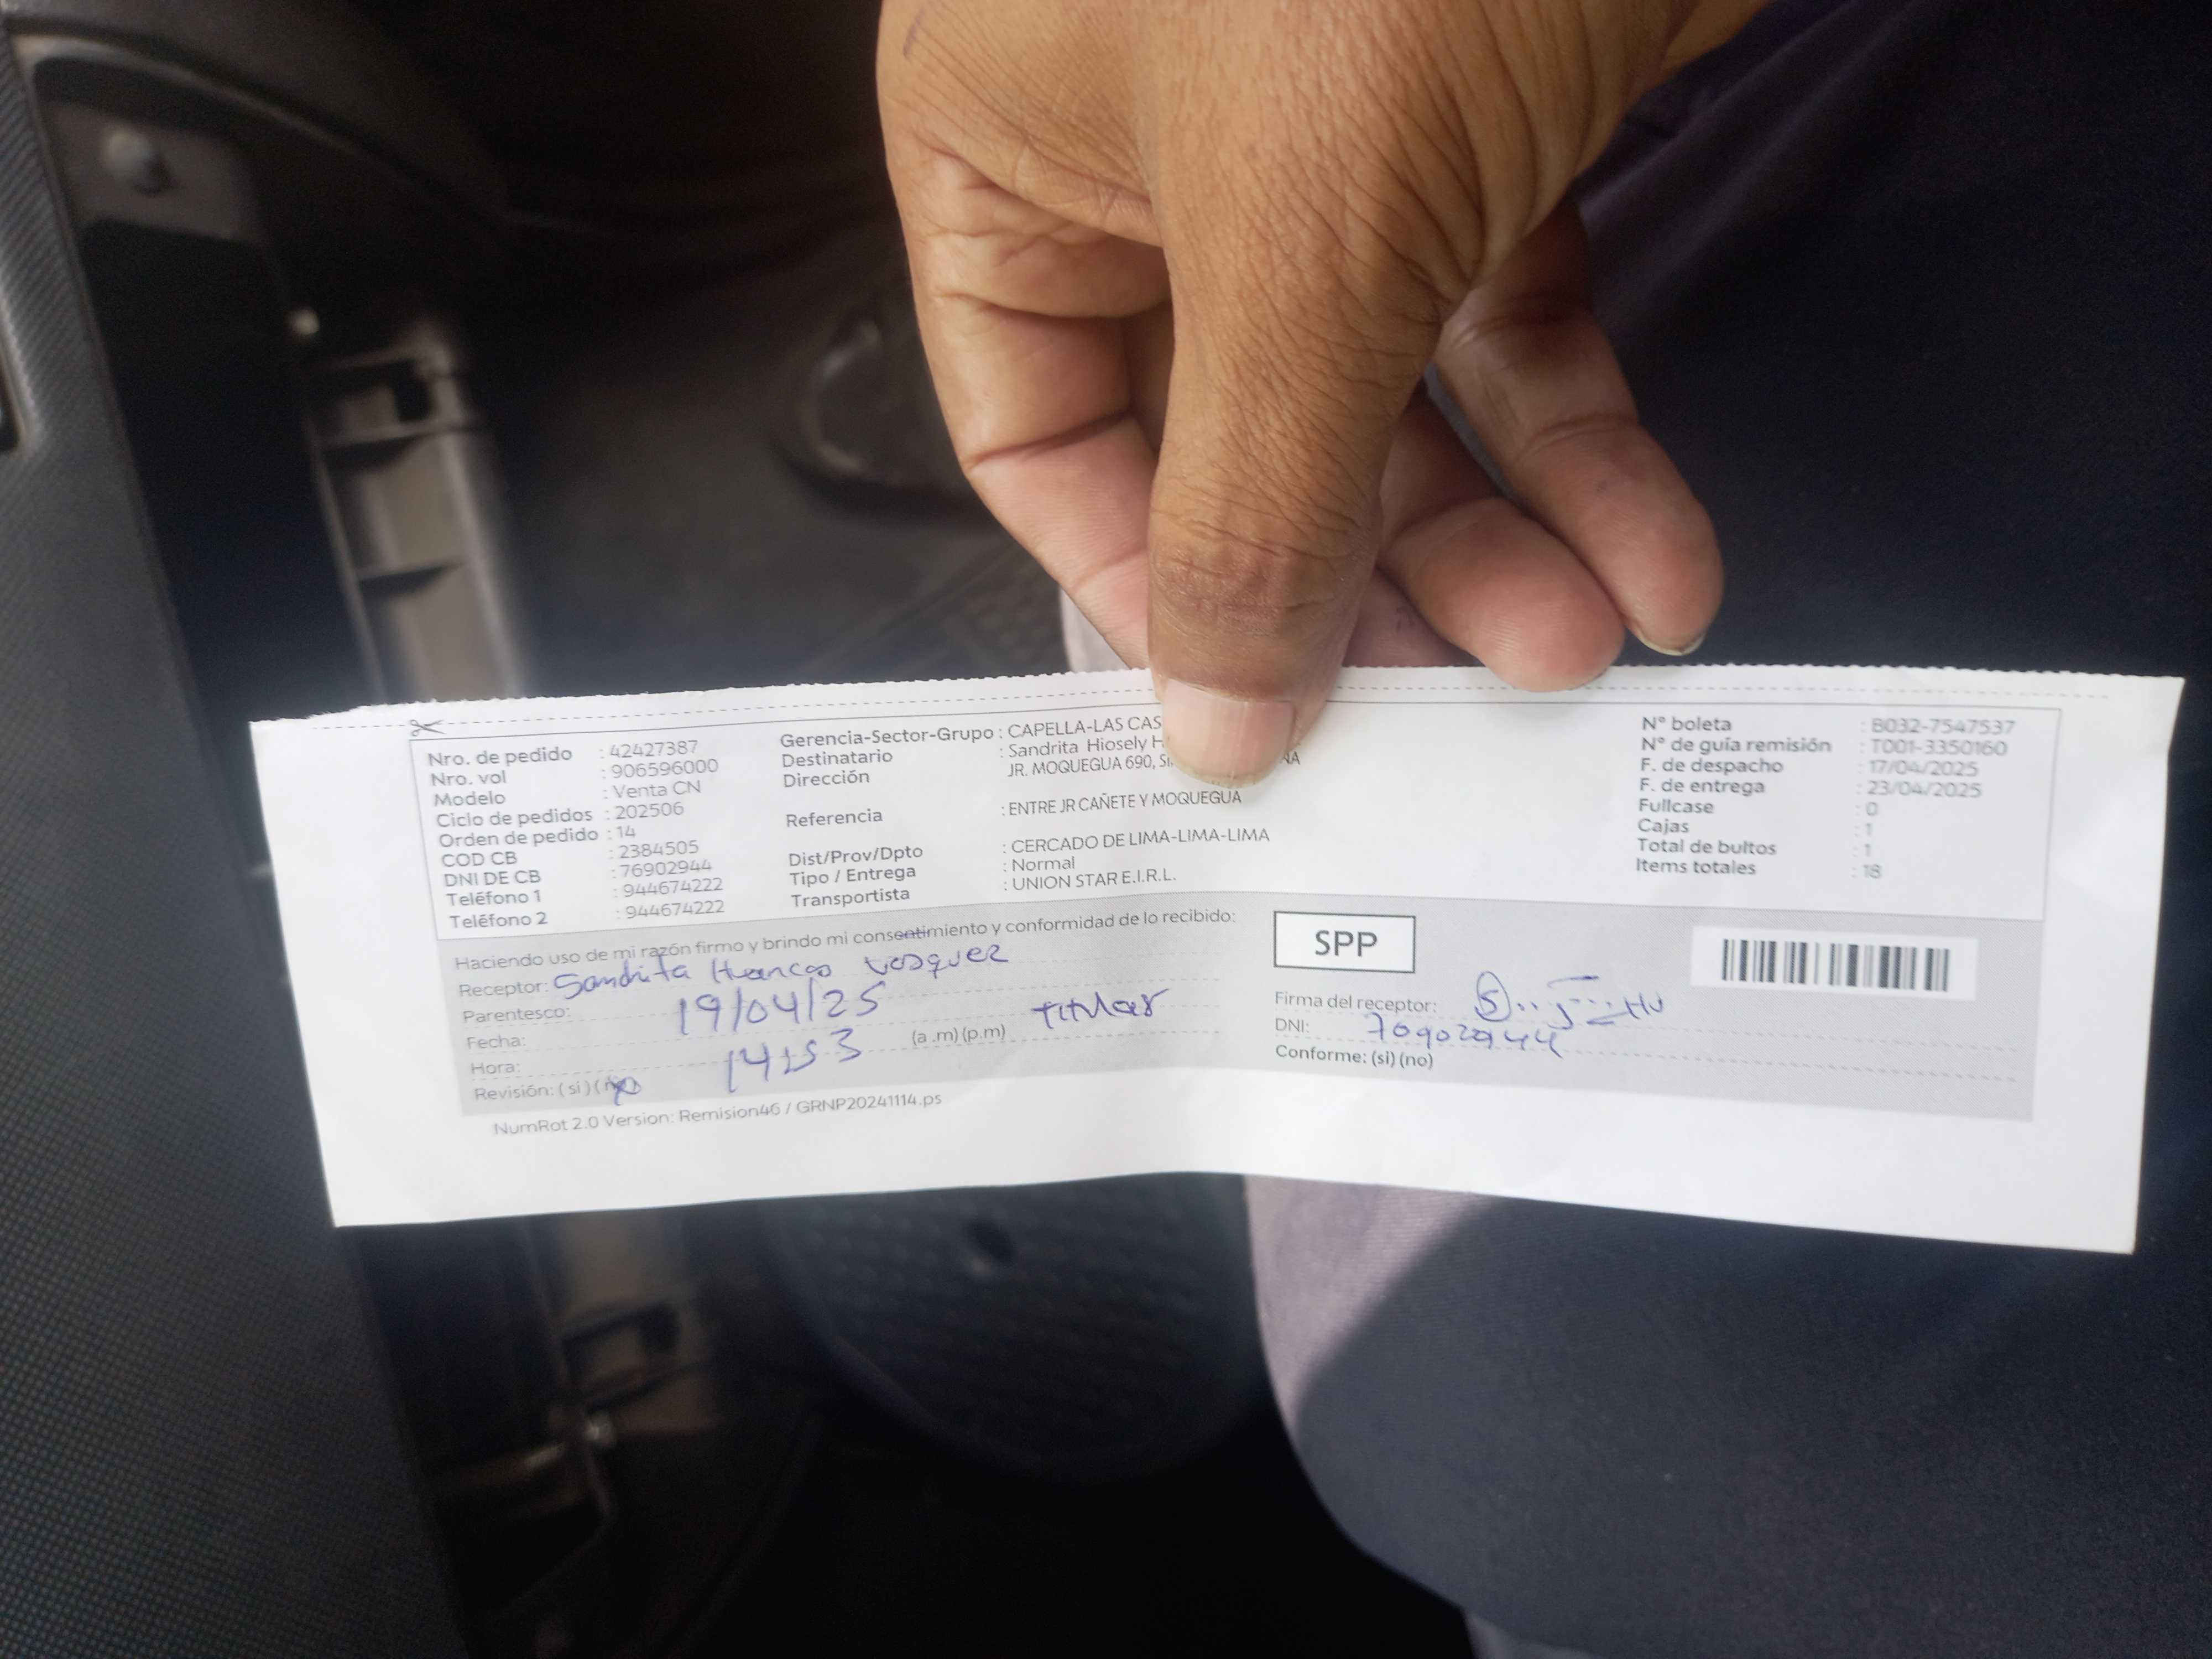 Nro. de pedido : 42427387
Nro. vol : 906596000
Modelo : Venta CN
Ciclo de pedidos : 202506
Orden de pedido : 14
COD CB : 2384505
DNI DE CB : 76902944
Teléfono 1 : 944674222
Teléfono 2 : 944674222
Gerencia-Sector-Grupo : CAPELLA-LAS CAS
Destinatario : Sandrita Hiosely H
Dirección JR. MOQUEGUA 690,
Referencia : ENTRE JR CAÑETE Y MOQUEGUA
Dist/Prov/Dpto : CERCADO DE LIMA-LIMA-LIMA
Tipo / Entrega : Normal
Transportista : UNION STAR E.I.R.L.
N° boleta : B032-7547537
N° de guía remisión : T001-3350160
F. de despacho : 17/04/2025
F. de entrega : 23/04/2025
Fullcase : 0
Cajas : 1
Total de bultos : 1
Items totales : 18
Haciendo uso de mi razón firmo y brindo mi consentimiento y conformidad de lo recibido:
Receptor: Sandrita Huancas Vasquez
Parentesco: Titular
Fecha: 19/04/25
Hora: 14:53 (a .m) (p.m)
Revisión: ( si ) (no)
SPP
Firma del receptor:
DNI: 70902944
Conforme: (si) (no)
NumRot 2.0 Version: Remision46 / GRNP20241114.ps